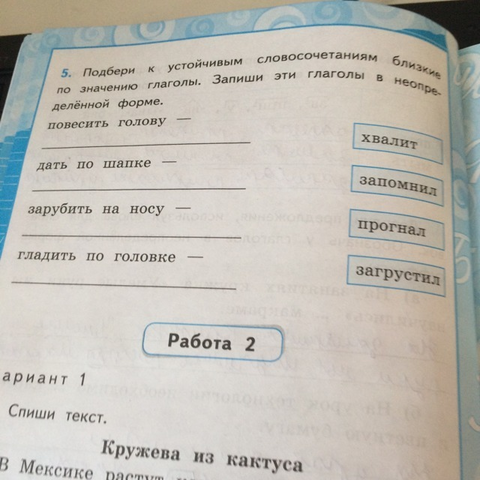 5. Подбери к устойчивым словосочетаниям близкие
по значению глаголы. Запиши эти глаголы в неопре-
делённой форме.
повесить голову —
хвалит
дать по шапке —
запомнил
зарубить на носу —
прогнал
гладить по головке —
загрустил
Работа 2
ариант 1
Спиши текст.
Кружева из кактуса
В Мексике растут